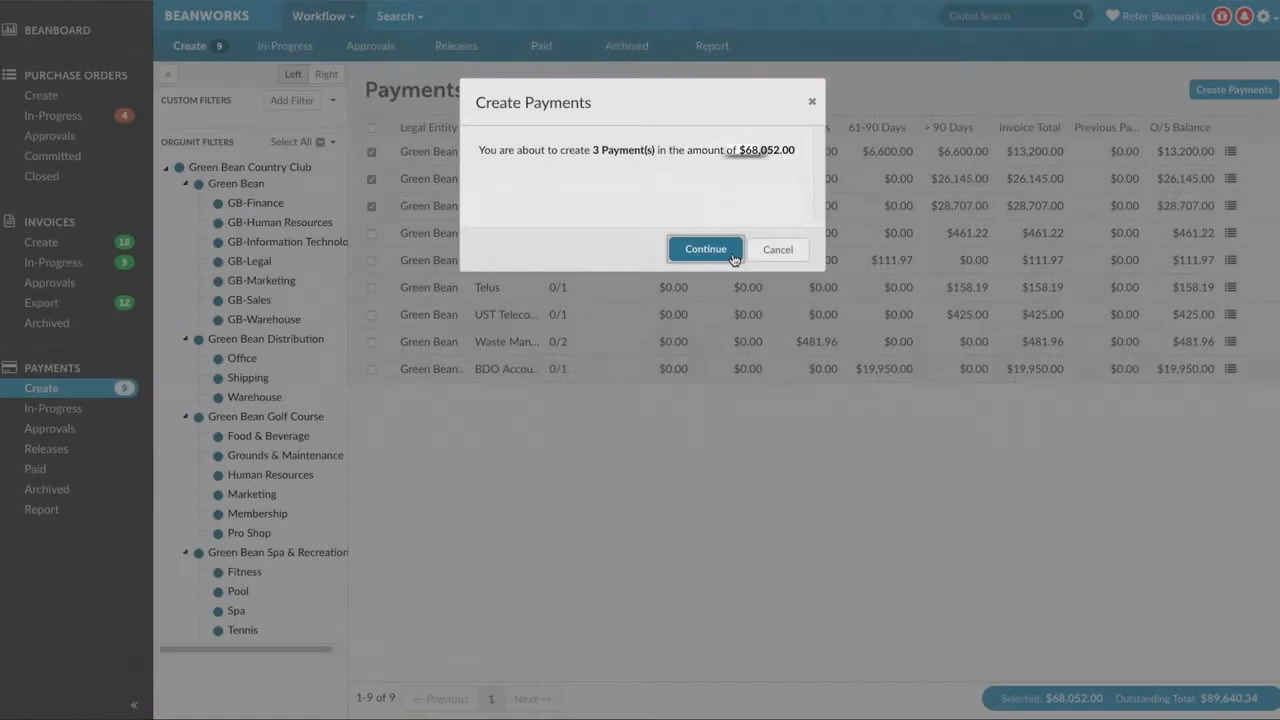 BEANBOARD
PURCHASE ORDERS
Create
In-Progress 4
Approvals
Committed
Closed
INVOICES
Create 18
In-Progress 9
Approvals
Export 12
Archived
PAYMENTS
Create 9
In-Progress
Approvals
Releases
Paid
Archived
Report
«
BEANWORKS Workflow Search Global Search Refer Beanworks
Create 9 In-Progress Approvals Releases Paid Archived Report
« Left Right
CUSTOM FILTERS Add Filter
ORGUNIT FILTERS Select All
Green Bean Country Club
Green Bean
GB-Finance
GB-Human Resources
GB-Information Technolo
GB-Legal
GB-Marketing
GB-Sales
GB-Warehouse
Green Bean Distribution
Office
Shipping
Warehouse
Green Bean Golf Course
Food & Beverage
Grounds & Maintenance
Human Resources
Marketing
Membership
Pro Shop
Green Bean Spa & Recreation
Fitness
Pool
Spa
Tennis
Payments Create Payments
Create Payments ×
You are about to create 3 Payment(s) in the amount of $68,052.00
Continue Cancel
Legal Entity 61-90 Days > 90 Days Invoice Total Previous Pa... O/S Balance
Green Bean 00 $6,600.00 $6,600.00 $13,200.00 $0.00 $13,200.00
Green Bean 00 $0.00 $26,145.00 $26,145.00 $0.00 $26,145.00
Green Bean 00 $0.00 $28,707.00 $28,707.00 $0.00 $28,707.00
Green Bean 00 $0.00 $461.22 $461.22 $0.00 $461.22
Green Bean 00 $111.97 $0.00 $111.97 $0.00 $111.97
Green Bean Telus 0/1 $0.00 $0.00 $0.00 $0.00 $158.19 $158.19 $0.00 $158.19
Green Bean UST Teleco... 0/1 $0.00 $0.00 $0.00 $0.00 $425.00 $425.00 $0.00 $425.00
Green Bean Waste Man... 0/2 $0.00 $0.00 $481.96 $0.00 $0.00 $481.96 $0.00 $481.96
Green Bean.. BDO Accou.. 0/1 $0.00 $0.00 $0.00 $19,950.00 $0.00 $19,950.00 $0.00 $19,950.00
1-9 of 9 ← Previous 1 Next → Selected: $68,052.00 Outstanding Total: $89,640.34